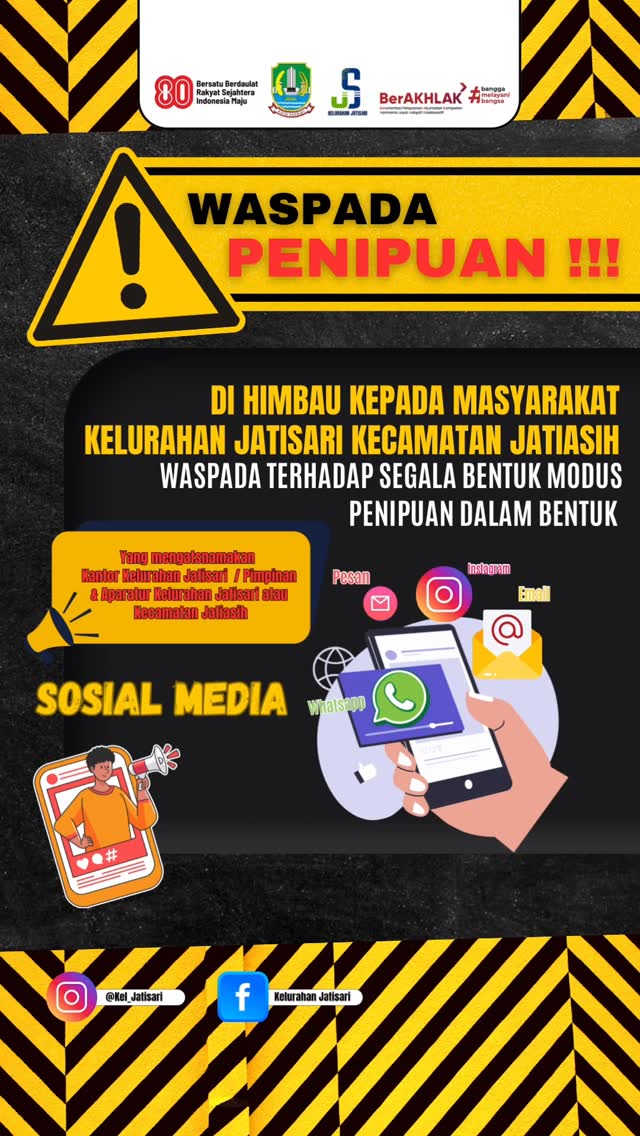 80 Bersatu Berdaulat
Rakyat Sejahtera
Indonesia Maju
JS
KELURAHAN JATISARI
BerAKHLAK
# bangga
melayani
bangsa
WASPADA
PENIPUAN !!!
DI HIMBAU KEPADA MASYARAKAT
KELURAHAN JATISARI KECAMATAN JATIASIH
WASPADA TERHADAP SEGALA BENTUK MODUS
PENIPUAN DALAM BENTUK
Yang mengatsnamakan
Kantor Kelurahan Jatisari / Pimpinan
& Aparatur Kelurahan Jatisari atau
Kecamatan Jatiasih
Pesan
Instagram
Email
Whatsapp
SOSIAL MEDIA
@Kel_Jatisari
Kelurahan Jatisari